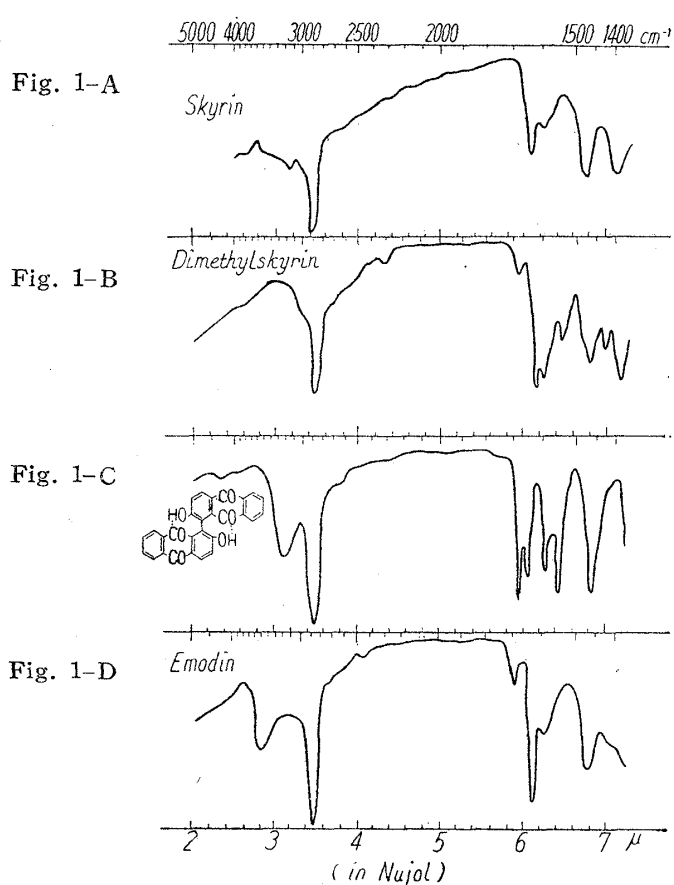 5000 4000 3000 2500 2000 1500 1400 cm⁻¹
Fig. 1-A
Skyrin
Fig. 1-B
Dimethylskyrin
Fig. 1-C
CO
HO CO
CO OH
CO
Fig. 1-D
Emodin
2 3 4 5 6 7 μ
(in Nujol)